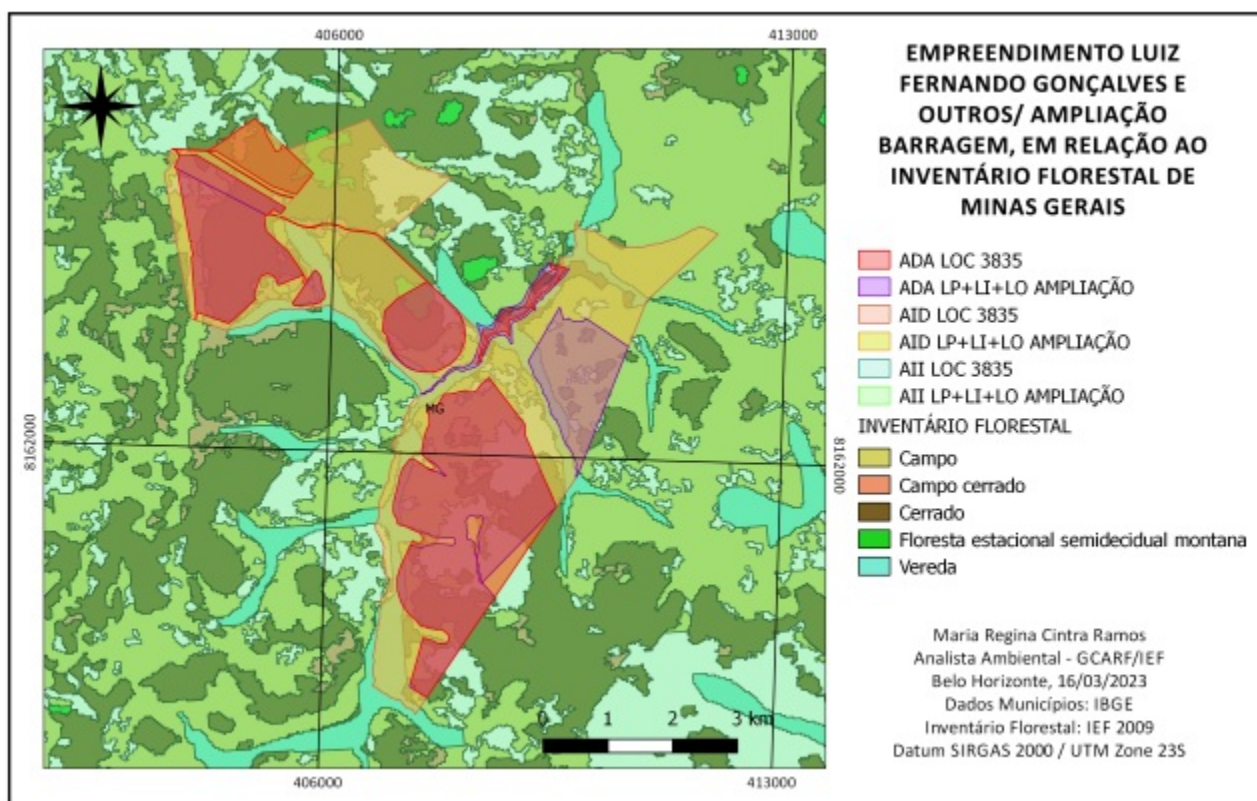 406000
413000
8162000
8162000
MG
0 1 2 3 km
406000
413000
EMPREENDIMENTO LUIZ
FERNANDO GONÇALVES E
OUTROS/ AMPLIAÇÃO
BARRAGEM, EM RELAÇÃO AO
INVENTÁRIO FLORESTAL DE
MINAS GERAIS
ADA LOC 3835
ADA LP+LI+LO AMPLIAÇÃO
AID LOC 3835
AID LP+LI+LO AMPLIAÇÃO
AII LOC 3835
AII LP+LI+LO AMPLIAÇÃO
INVENTÁRIO FLORESTAL
Campo
Campo cerrado
Cerrado
Floresta estacional semidecidual montana
Vereda
Maria Regina Cintra Ramos
Analista Ambiental - GCARF/IEF
Belo Horizonte, 16/03/2023
Dados Municípios: IBGE
Inventário Florestal: IEF 2009
Datum SIRGAS 2000 / UTM Zone 23S